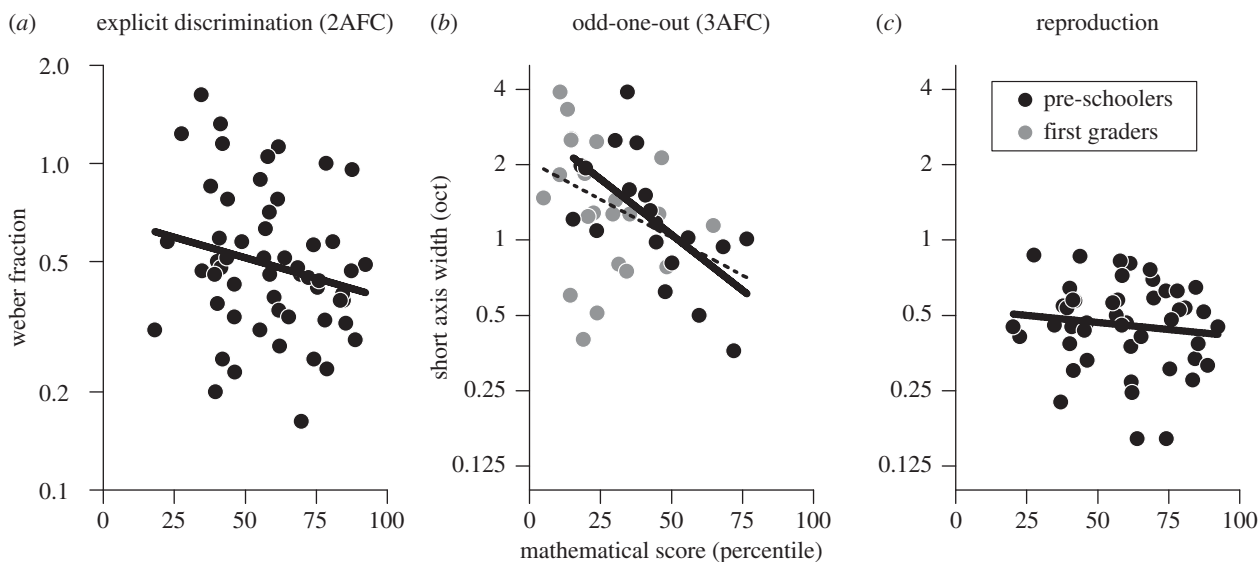 (a) explicit discrimination (2AFC)
(b) odd-one-out (3AFC)
(c) reproduction
weber fraction
2.0
1.0
0.5
0.2
0.1
0 25 50 75 100
short axis width (oct)
4
2
1
0.5
0.25
0.125
0 25 50 75 100
mathematical score (percentile)
4
2
1
0.5
0.25
0.125
0 25 50 75 100
pre-schoolers
first graders